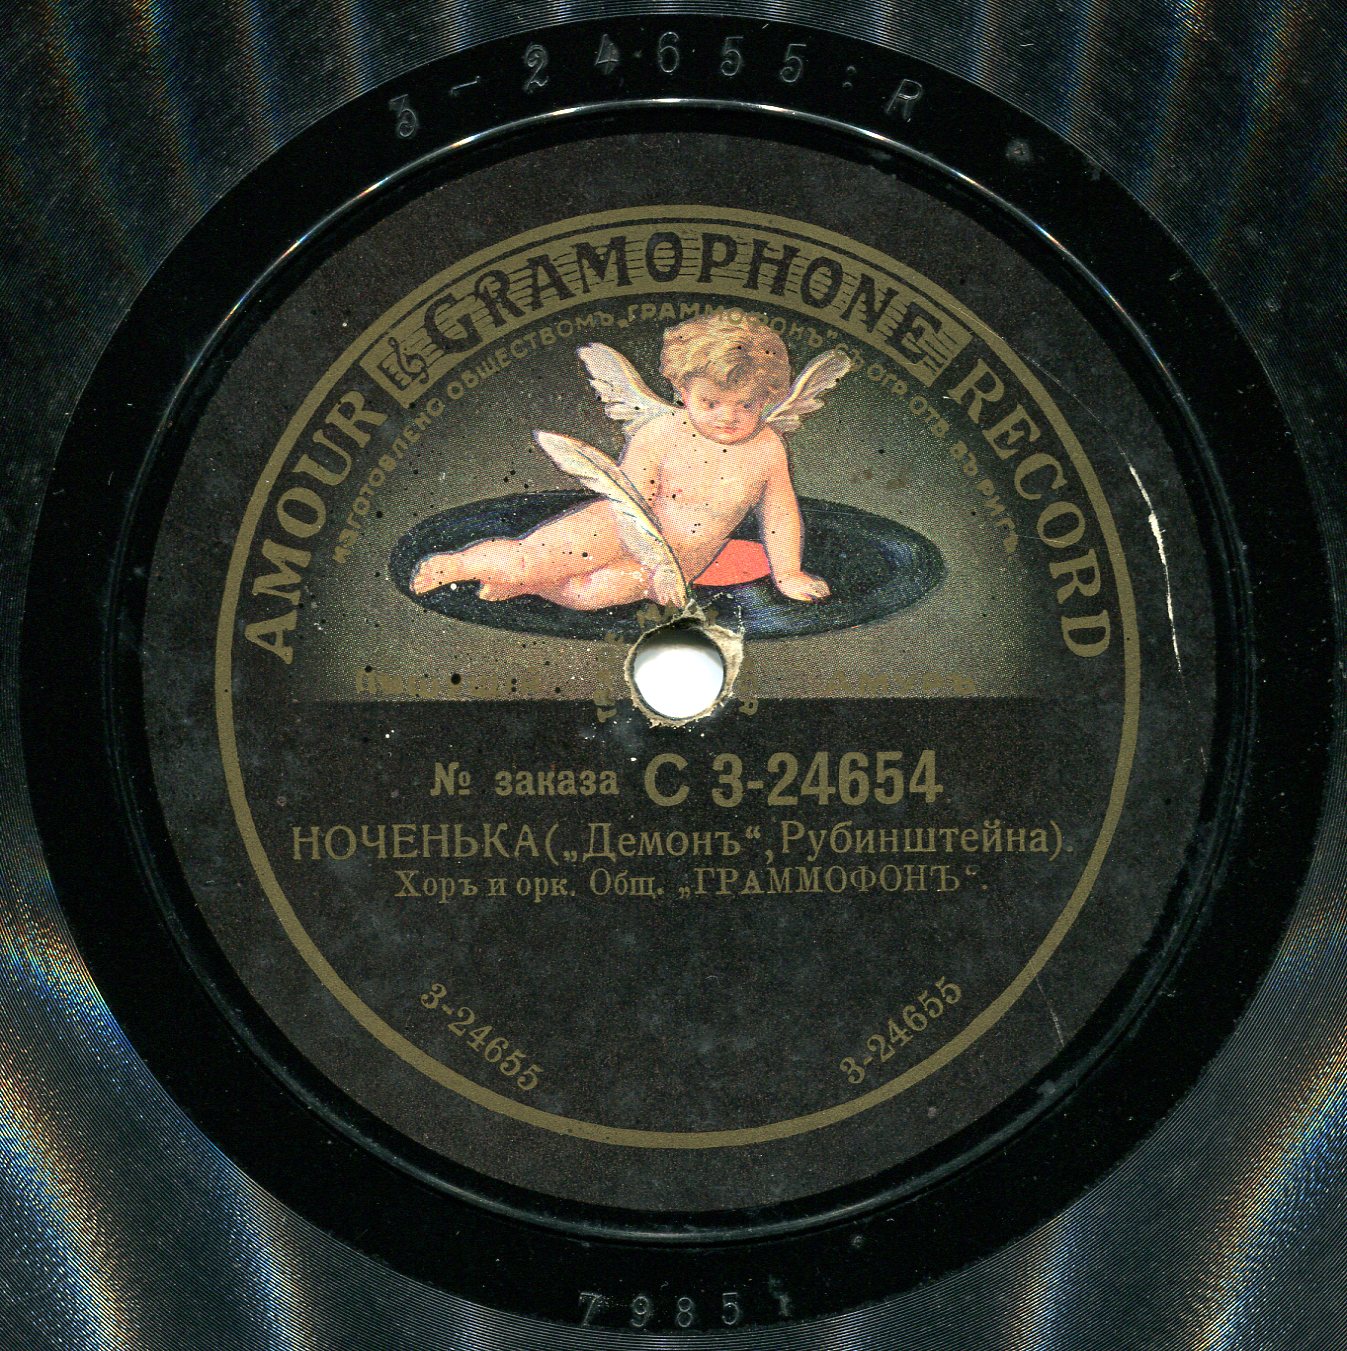 3-24655:R
AMOUR GRAMOPHONE RECORD
ИЗГОТОВЛЕНО ОБЩЕСТВОМЪ „ГРАММОФОНЪ“ СЪ ОГР. ОТВ. ВЪ РИГѢ
№ заказа С 3-24654
НОЧЕНЬКА („Демонъ“, Рубинштейна).
Хоръ и орк. Общ. „ГРАММОФОНЪ“.
3-24655 3-24655
7985